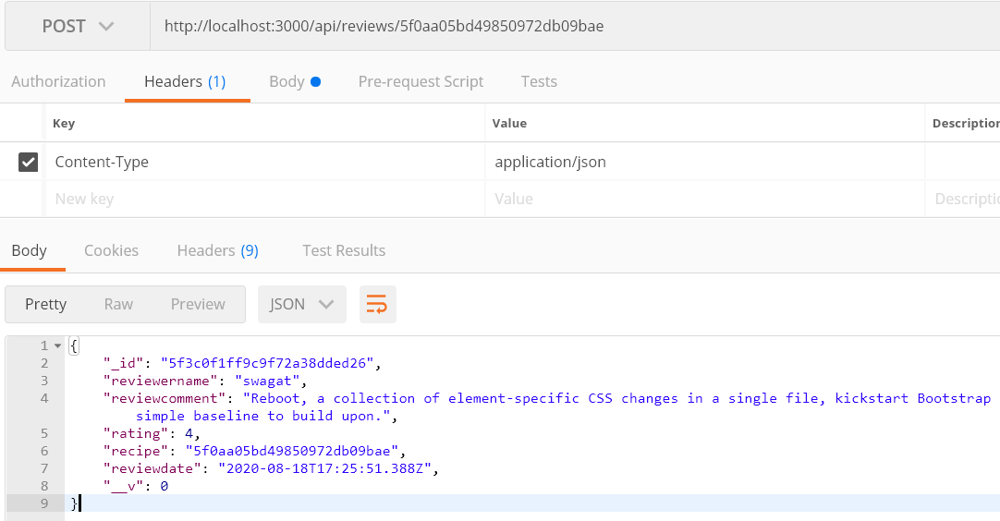 POST http://localhost:3000/api/reviews/5f0aa05bd49850972db09bae
Authorization Headers (1) Body Pre-request Script Tests
Key Value Description
Content-Type application/json
New key Value Descriptio
Body Cookies Headers (9) Test Results
Pretty Raw Preview JSON
1 {
2 "_id": "5f3c0f1ff9c9f72a38dded26",
3 "reviewername": "swagat",
4 "reviewcomment": "Reboot, a collection of element-specific CSS changes in a single file, kickstart Bootstrap
simple baseline to build upon.",
5 "rating": 4,
6 "recipe": "5f0aa05bd49850972db09bae",
7 "reviewdate": "2020-08-18T17:25:51.388Z",
8 "__v": 0
9 }